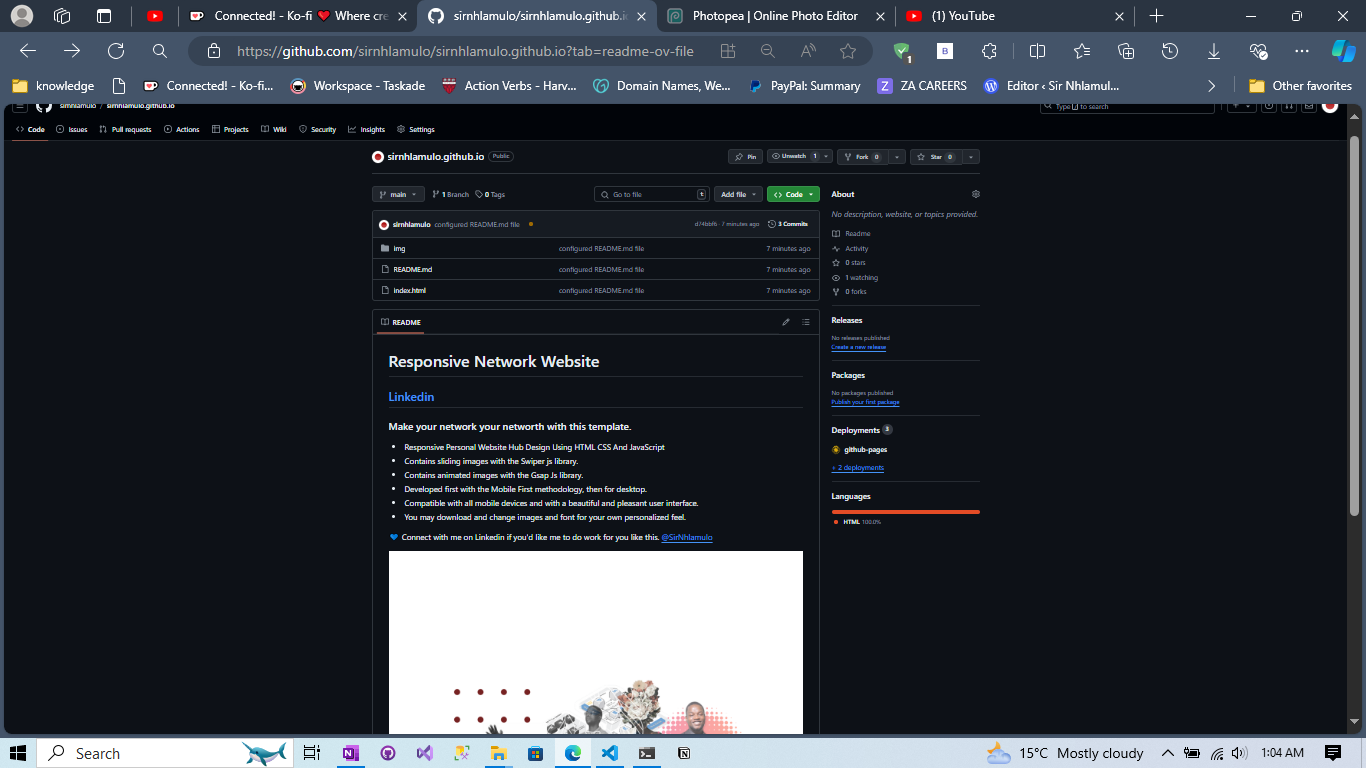 Connected! - Ko-fi ❤️ Where cre
sirnhlamulo/sirnhlamulo.github.i
Photopea | Online Photo Editor
(1) YouTube
https://github.com/sirnhlamulo/sirnhlamulo.github.io?tab=readme-ov-file
1
knowledge
Connected! - Ko-fi...
Workspace - Taskade
Action Verbs - Harv...
Domain Names, We...
PayPal: Summary
ZA CAREERS
Editor ‹ Sir Nhlamul...
Other favorites
sirnhlamulo / sirnhlamulo.github.io
Type / to search
Code
Issues
Pull requests
Actions
Projects
Wiki
Security
Insights
Settings
sirnhlamulo.github.io Public
Pin
Unwatch 1
Fork 0
Star 0
main
1 Branch
0 Tags
Go to file
t
Add file
Code
sirnhlamulo configured README.md file
d74bbf6 · 7 minutes ago
3 Commits
img configured README.md file 7 minutes ago
README.md configured README.md file 7 minutes ago
index.html configured README.md file 7 minutes ago
README
Responsive Network Website
Linkedin
Make your network your networth with this template.
• Responsive Personal Website Hub Design Using HTML CSS And JavaScript
• Contains sliding images with the Swiper js library.
• Contains animated images with the Gsap Js library.
• Developed first with the Mobile First methodology, then for desktop.
• Compatible with all mobile devices and with a beautiful and pleasant user interface.
• You may download and change images and font for your own personalized feel.
💙 Connect with me on Linkedin if you'd like me to do work for you like this. @SirNhlamulo
About
No description, website, or topics provided.
Readme
Activity
0 stars
1 watching
0 forks
Releases
No releases published
Create a new release
Packages
No packages published
Publish your first package
Deployments 3
github-pages
+ 2 deployments
Languages
HTML 100.0%
Search
15°C Mostly cloudy
1:04 AM